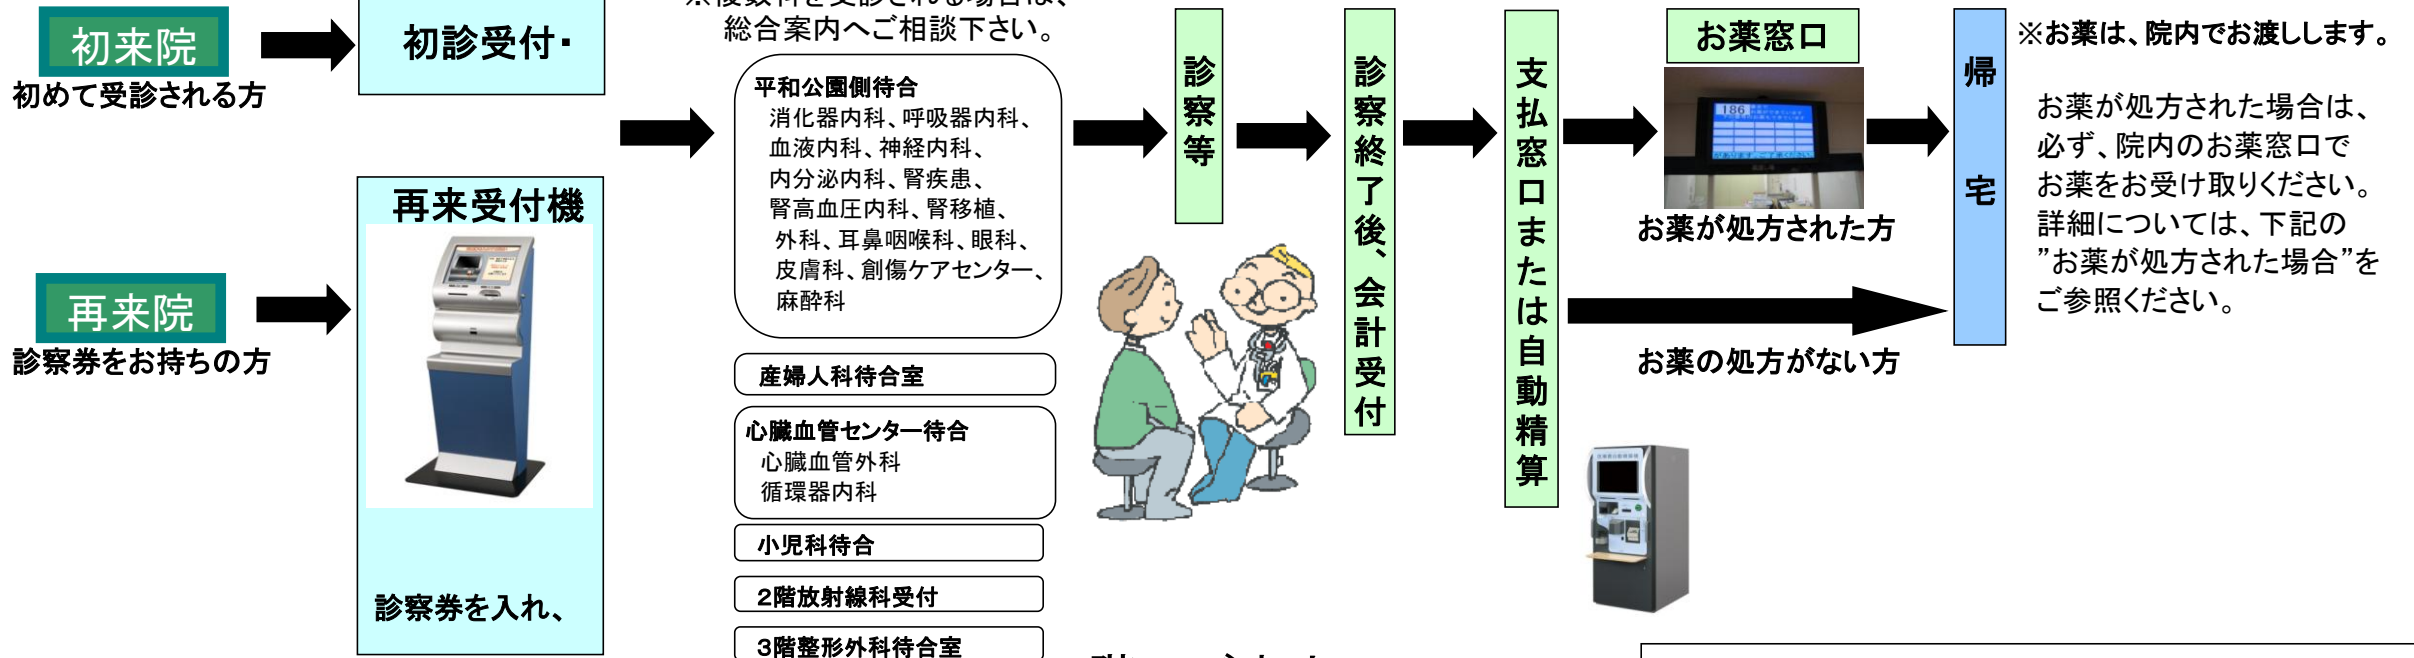 初来院
初めて受診される方
初診受付・
再来院
診察券をお持ちの方
再来受付機
診察券を入れ、
総合案内へご相談下さい。
平和公園側待合
消化器内科、呼吸器内科、
血液内科、神経内科、
内分泌内科、腎疾患、
腎高血圧内科、腎移植、
外科、耳鼻咽喉科、眼科、
皮膚科、創傷ケアセンター、
麻酔科
産婦人科待合室
心臓血管センター待合
心臓血管外科
循環器内科
小児科待合
2階放射線科受付
3階整形外科待合室
診察等
診察終了後、会計受付
支払窓口または自動精算
お薬窓口
186
お薬が処方された方
お薬の処方がない方
帰宅
※お薬は、院内でお渡しします。
お薬が処方された場合は、
必ず、院内のお薬窓口で
お薬をお受け取りください。
詳細については、下記の
”お薬が処方された場合”を
ご参照ください。